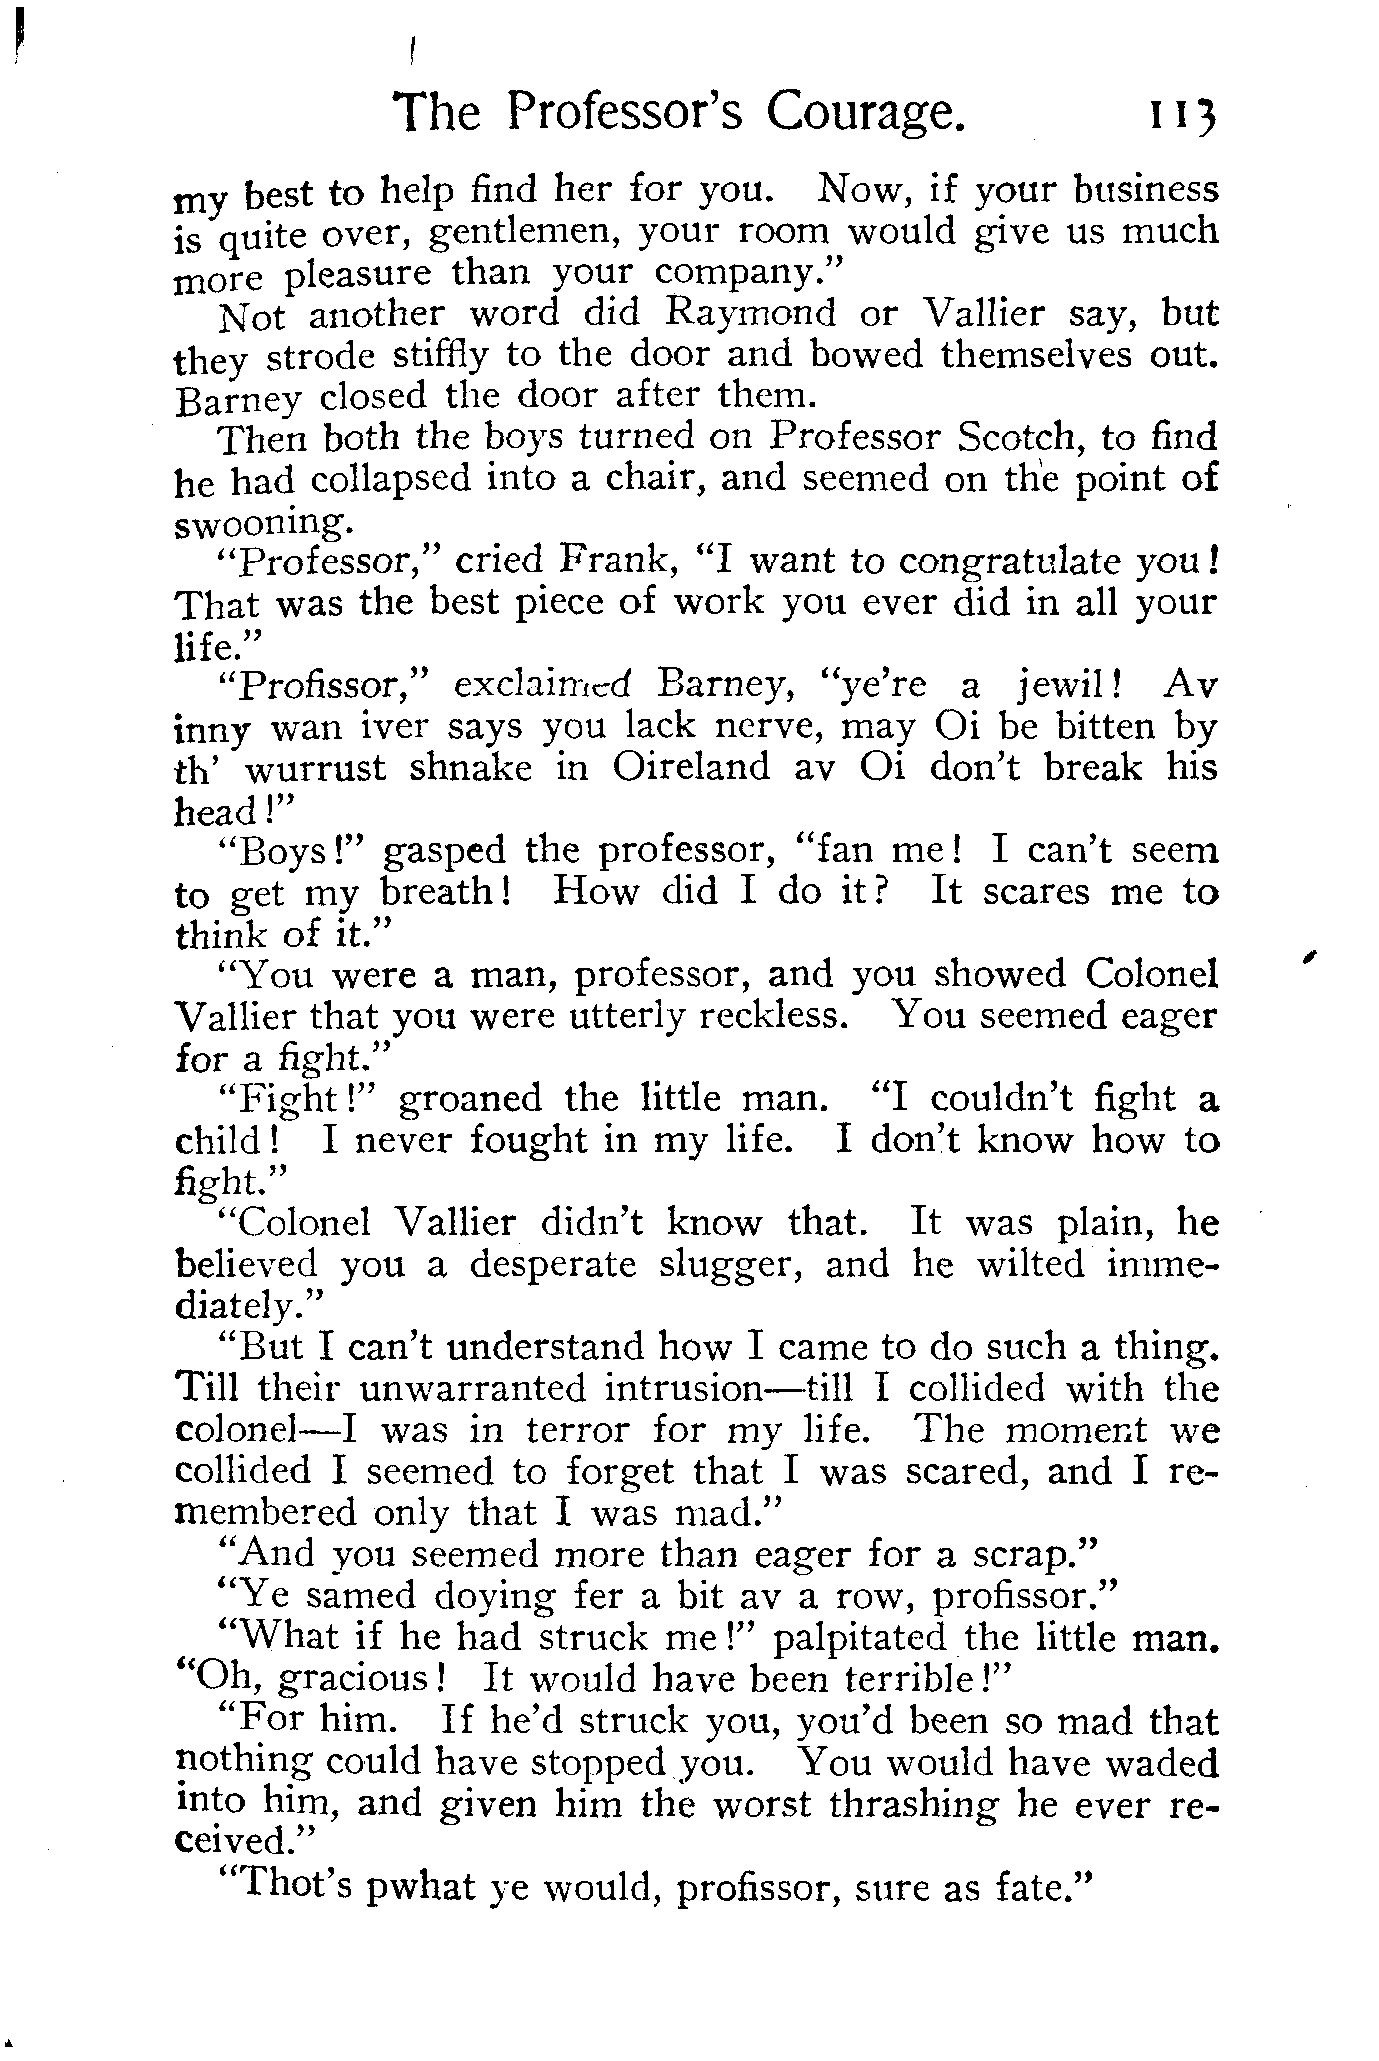 The Professor's Courage. 113
my best to help find her for you. Now, if your business
is quite over, gentlemen, your room would give us much
more pleasure than your company."
Not another word did Raymond or Vallier say, but
they strode stiffly to the door and bowed themselves out.
Barney closed the door after them.
Then both the boys turned on Professor Scotch, to find
he had collapsed into a chair, and seemed on the point of
swooning.
"Professor," cried Frank, "I want to congratulate you!
That was the best piece of work you ever did in all your
life."
"Profissor," exclaimed Barney, "ye're a jewil! Av
inny wan iver says you lack nerve, may Oi be bitten by
th' wurrust shnake in Oireland av Oi don't break his
head!"
"Boys!" gasped the professor, "fan me! I can't seem
to get my breath! How did I do it? It scares me to
think of it."
"You were a man, professor, and you showed Colonel
Vallier that you were utterly reckless. You seemed eager
for a fight."
"Fight!" groaned the little man. "I couldn't fight a
child! I never fought in my life. I don't know how to
fight."
"Colonel Vallier didn't know that. It was plain, he
believed you a desperate slugger, and he wilted imme-
diately."
"But I can't understand how I came to do such a thing.
Till their unwarranted intrusion—till I collided with the
colonel—I was in terror for my life. The moment we
collided I seemed to forget that I was scared, and I re-
membered only that I was mad."
"And you seemed more than eager for a scrap."
"Ye samed doying fer a bit av a row, profissor."
"What if he had struck me!" palpitated the little man.
"Oh, gracious! It would have been terrible!"
"For him. If he'd struck you, you'd been so mad that
nothing could have stopped you. You would have waded
into him, and given him the worst thrashing he ever re-
ceived."
"Thot's pwhat ye would, profissor, sure as fate."